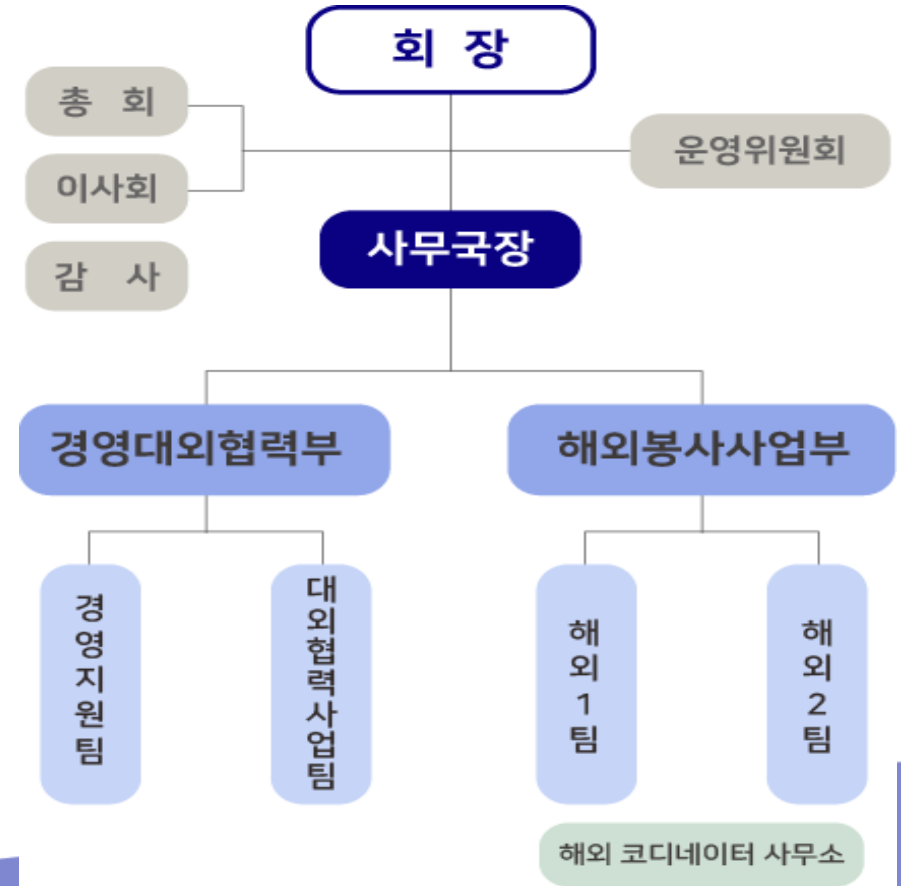 회 장
총 회
이사회
감 사
운영위원회
사무국장
경영대외협력부
해외봉사사업부
경영지원팀
대외협력사업팀
해외1팀
해외2팀
해외 코디네이터 사무소